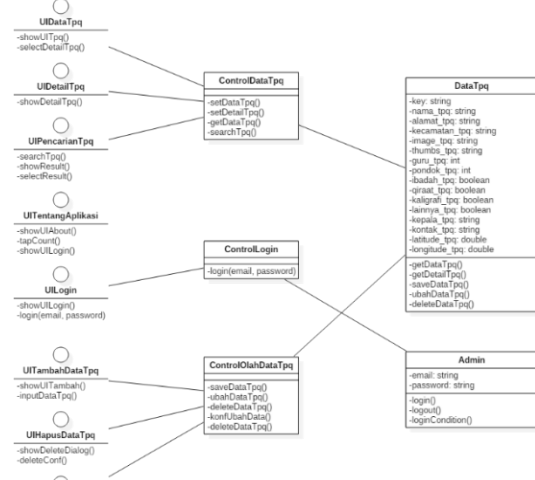 UIDataTpq
-showUITpq()
-selectDetailTpq()
UIDetailTpq
-showDetailTpq()
UIPencarianTpq
-searchTpq()
-showResult()
-selectResult()
UITentangAplikasi
-showUIAbout()
-tapCount()
-showUILogin()
UILogin
-showUILogin()
-login(email, password)
UITambahDataTpq
-showUITambah()
-inputDataTpq()
UIHapusDataTpq
-showDeleteDialog()
-deleteConf()
ControlDataTpq
-setDataTpq()
-setDetailTpq()
-getDataTpq()
-searchTpq()
ControlLogin
-login(email, password)
ControlOlahDataTpq
-saveDataTpq()
-ubahDataTpq()
-deleteDataTpq()
-konfUbahData()
-deleteDataTpq()
DataTpq
-key: string
-nama_tpq: string
-alamat_tpq: string
-kecamatan_tpq: string
-image_tpq: string
-thumbs_tpq: string
-guru_tpq: int
-pondok_tpq: int
-ibadah_tpq: boolean
-qiraat_tpq: boolean
-kaligrafi_tpq: boolean
-lainnya_tpq: boolean
-kepala_tpq: string
-kontak_tpq: string
-latitude_tpq: double
-longitude_tpq: double
-getDataTpq()
-getDetailTpq()
-saveDataTpq()
-ubahDataTpq()
-deleteDataTpq()
Admin
-email: string
-password: string
-login()
-logout()
-loginCondition()